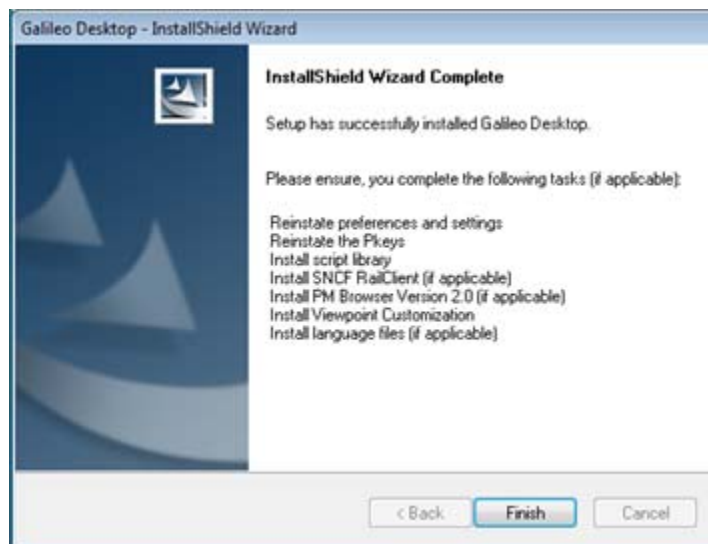 Galileo Desktop - InstallShield Wizard
InstallShield Wizard Complete
Setup has successfully installed Galileo Desktop.
Please ensure, you complete the following tasks (if applicable):
Reinstate preferences and settings
Reinstate the Pkeys
Install script library
Install SNCF RailClient (if applicable)
Install PM Browser Version 2.0 (if applicable)
Install Viewpoint Customization
Install language files (if applicable)
< Back
Finish
Cancel